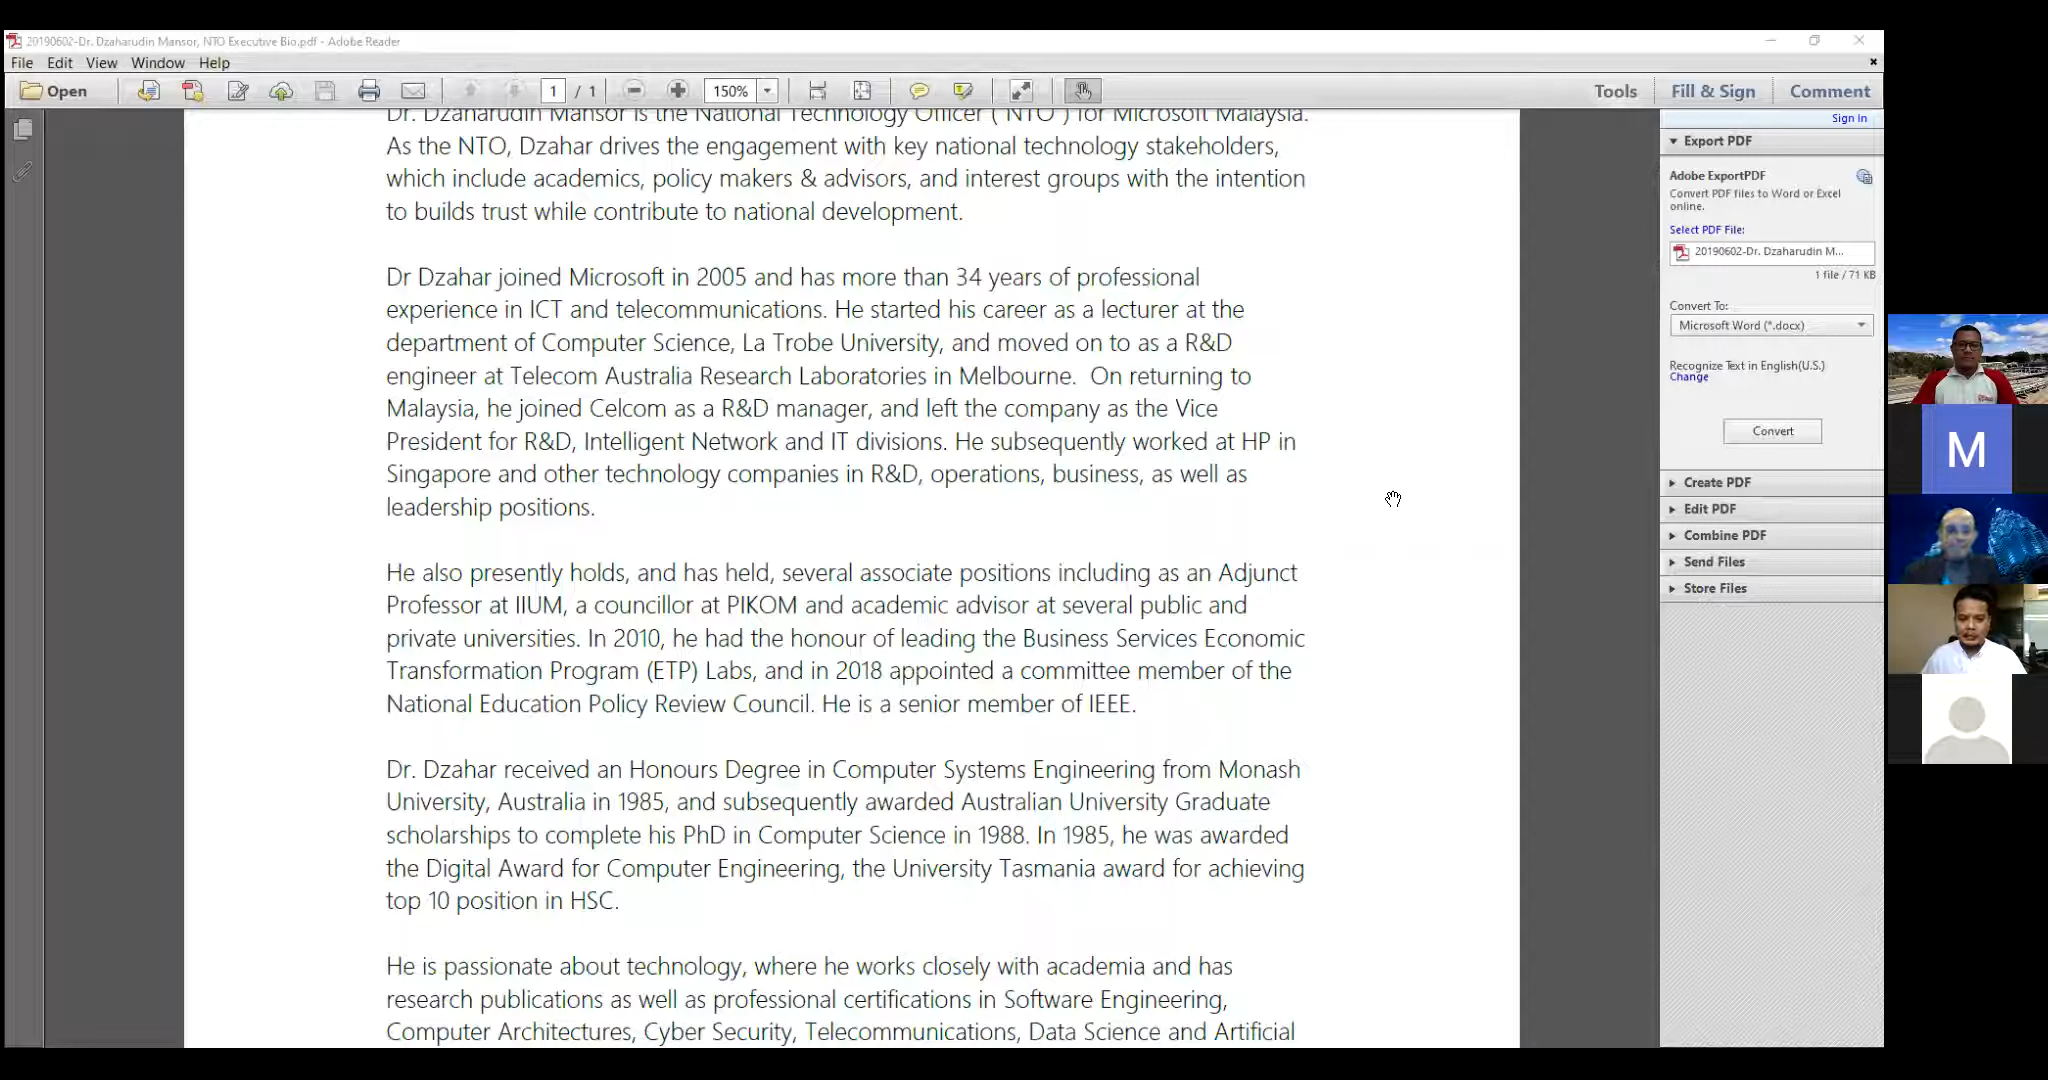 20190602-Dr. Dzaharudin Mansor, NTO Executive Bio.pdf - Adobe Reader
File Edit View Window Help
Open 1 / 1 150% Tools Fill & Sign Comment
Dr. Dzaharudin Mansor is the National Technology Officer ("NTO") for Microsoft Malaysia.
As the NTO, Dzahar drives the engagement with key national technology stakeholders,
which include academics, policy makers & advisors, and interest groups with the intention
to builds trust while contribute to national development.
Dr Dzahar joined Microsoft in 2005 and has more than 34 years of professional
experience in ICT and telecommunications. He started his career as a lecturer at the
department of Computer Science, La Trobe University, and moved on to as a R&D
engineer at Telecom Australia Research Laboratories in Melbourne.  On returning to
Malaysia, he joined Celcom as a R&D manager, and left the company as the Vice
President for R&D, Intelligent Network and IT divisions. He subsequently worked at HP in
Singapore and other technology companies in R&D, operations, business, as well as
leadership positions.
He also presently holds, and has held, several associate positions including as an Adjunct
Professor at IIUM, a councillor at PIKOM and academic advisor at several public and
private universities. In 2010, he had the honour of leading the Business Services Economic
Transformation Program (ETP) Labs, and in 2018 appointed a committee member of the
National Education Policy Review Council. He is a senior member of IEEE.
Dr. Dzahar received an Honours Degree in Computer Systems Engineering from Monash
University, Australia in 1985, and subsequently awarded Australian University Graduate
scholarships to complete his PhD in Computer Science in 1988. In 1985, he was awarded
the Digital Award for Computer Engineering, the University Tasmania award for achieving
top 10 position in HSC.
He is passionate about technology, where he works closely with academia and has
research publications as well as professional certifications in Software Engineering,
Computer Architectures, Cyber Security, Telecommunications, Data Science and Artificial
Sign In
Export PDF
Adobe ExportPDF
Convert PDF files to Word or Excel
online.
Select PDF File:
20190602-Dr. Dzaharudin M...
1 file / 71 KB
Convert To:
Microsoft Word (*.docx)
Recognize Text in English(U.S.)
Change
Convert
Create PDF
Edit PDF
Combine PDF
Send Files
Store Files
M